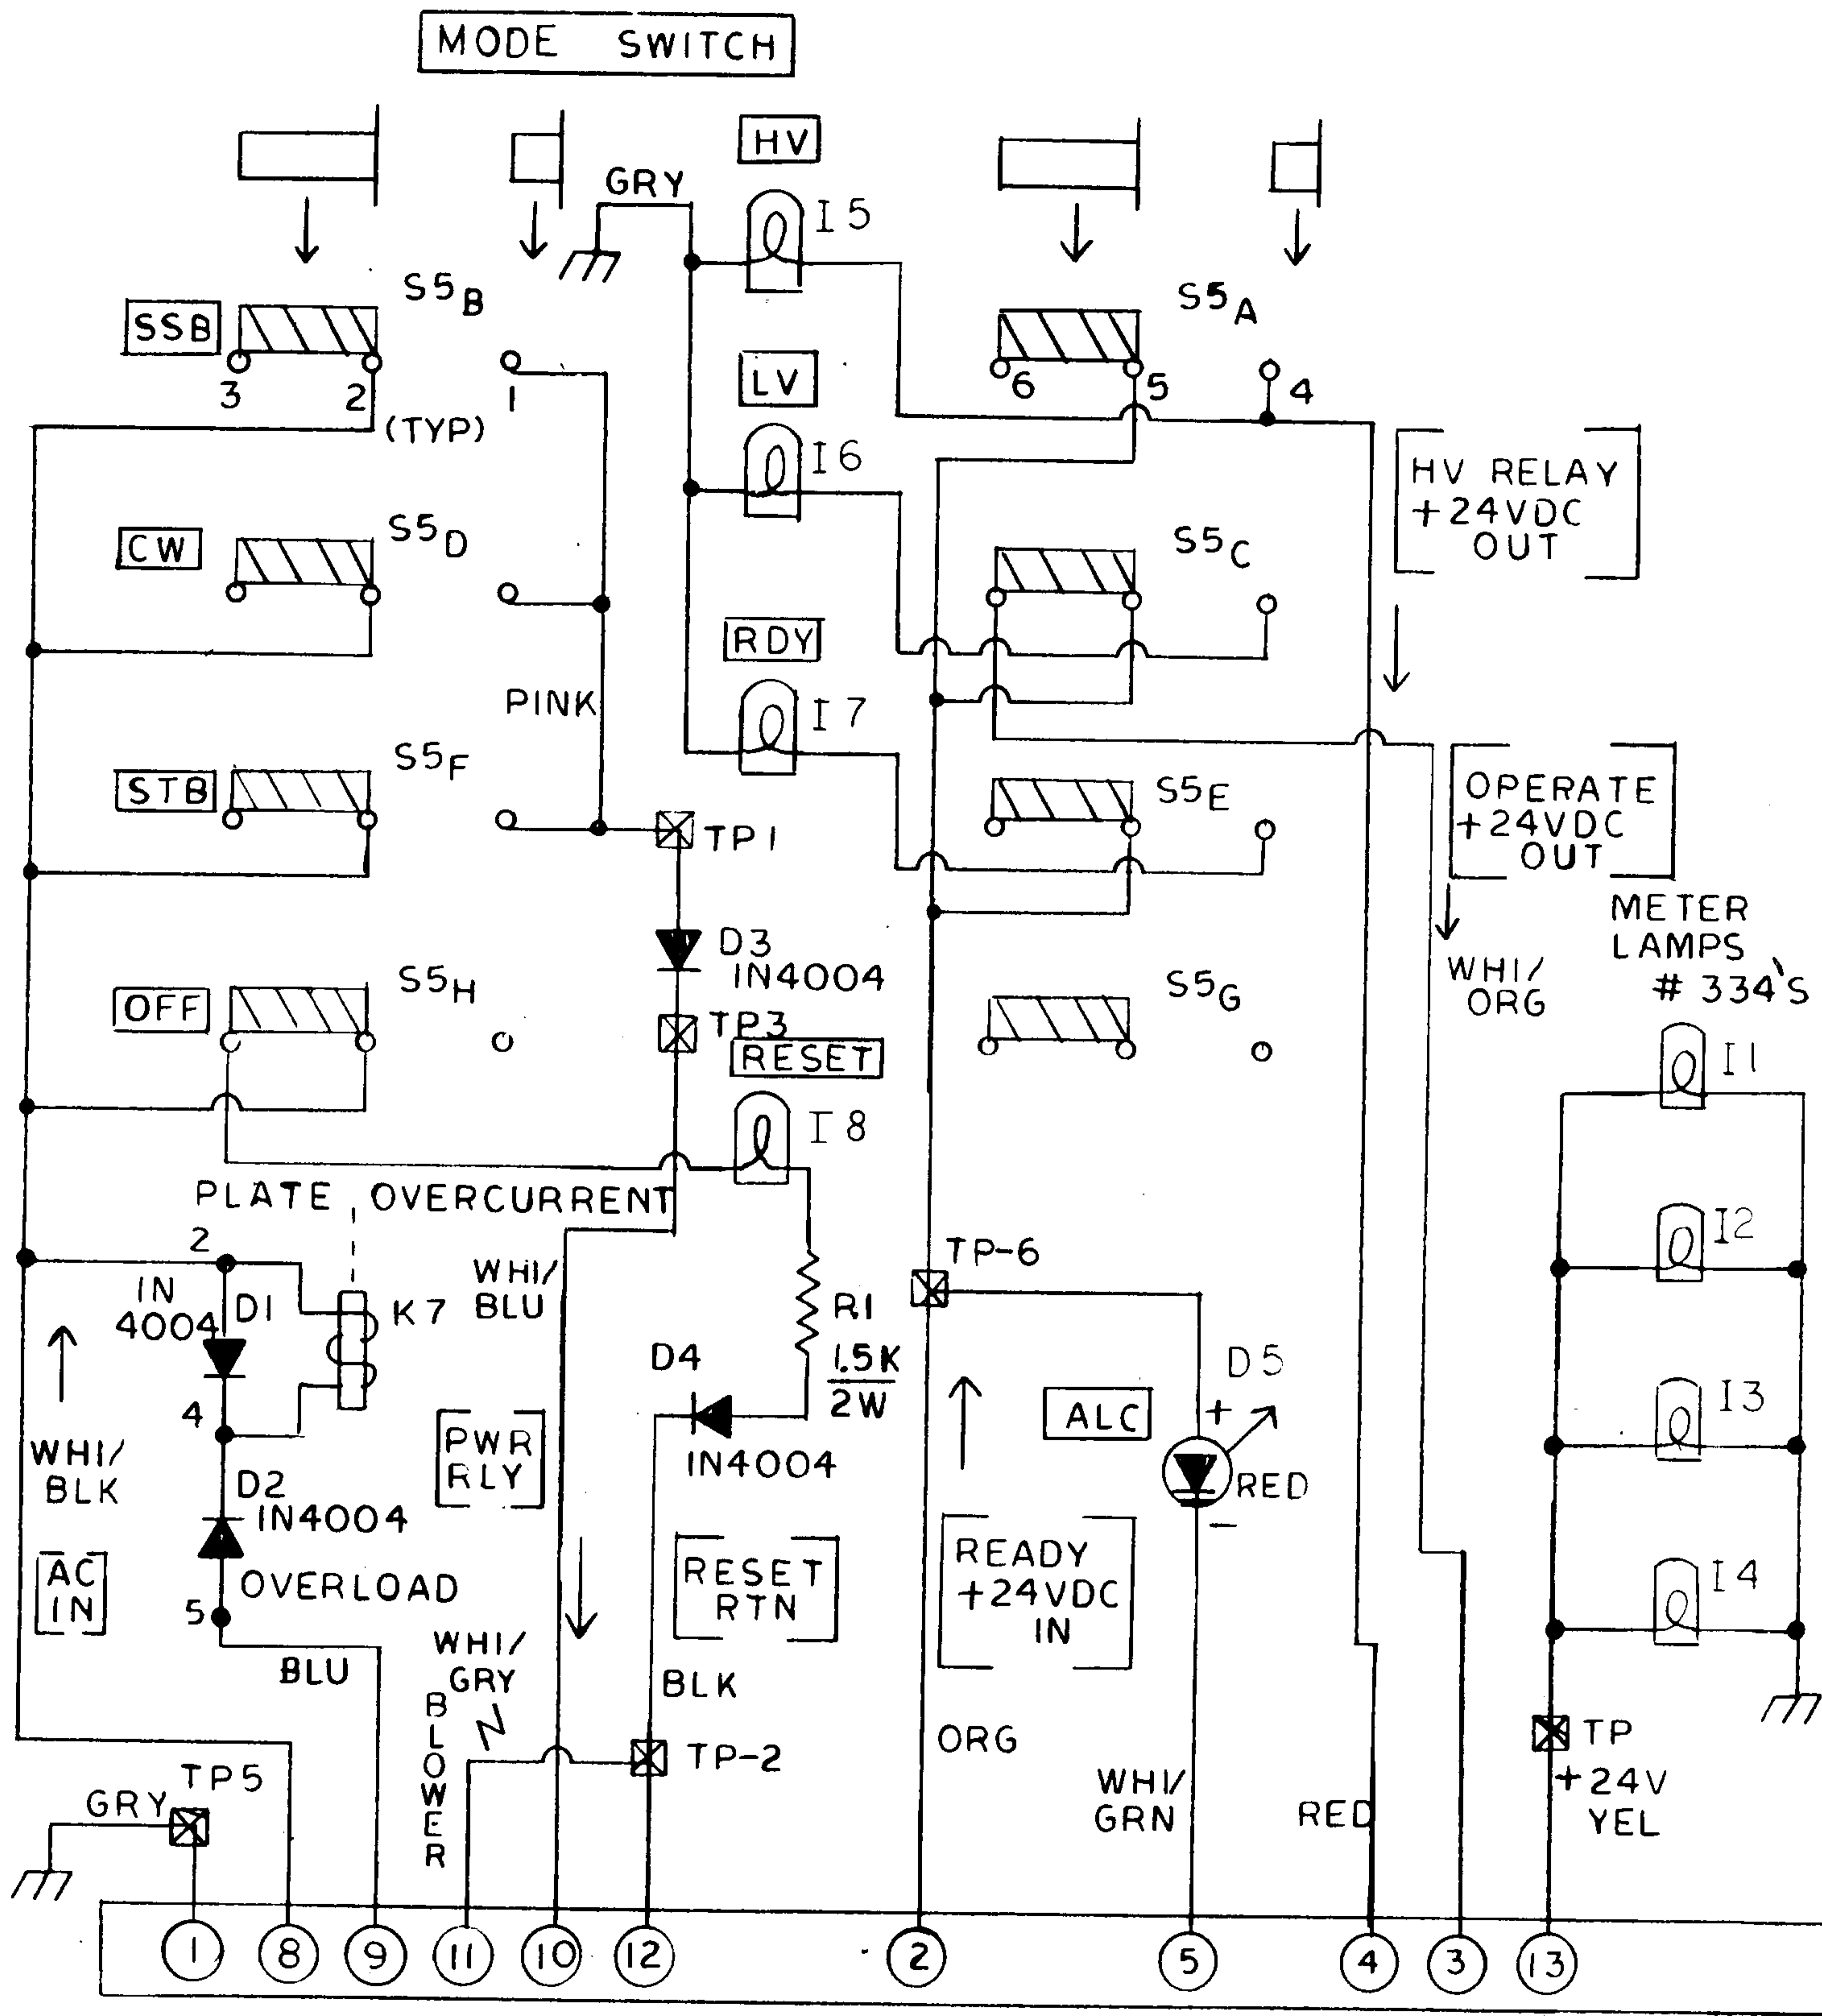 MODE SWITCH
HV
GRY
I5
S5B
SSB
3
2
(TYP)
1
S5A
6
5
4
LV
I6
HV RELAY
+24VDC
OUT
CW
S5D
S5C
RDY
PINK
I7
STB
S5F
S5E
TP1
OPERATE
+24VDC
OUT
D3
IN4004
METER
LAMPS
# 334'S
WHI/
ORG
OFF
S5H
TP3
RESET
S5G
I8
I1
PLATE OVERCURRENT
2
IN
4004
D1
K7
WHI/
BLU
TP-6
I2
R1
1.5K
2W
D4
IN4004
4
D5
ALC
+
RED
-
I3
WHI/
BLK
PWR
RLY
D2
IN4004
AC
IN
OVERLOAD
5
RESET
RTN
READY
+24VDC
IN
I4
BLU
WHI/
GRY
BLOWER
BLK
TP-2
ORG
WHI/
GRN
RED
TP
+24V
YEL
TP5
GRY
1
8
9
11
10
12
2
5
4
3
13